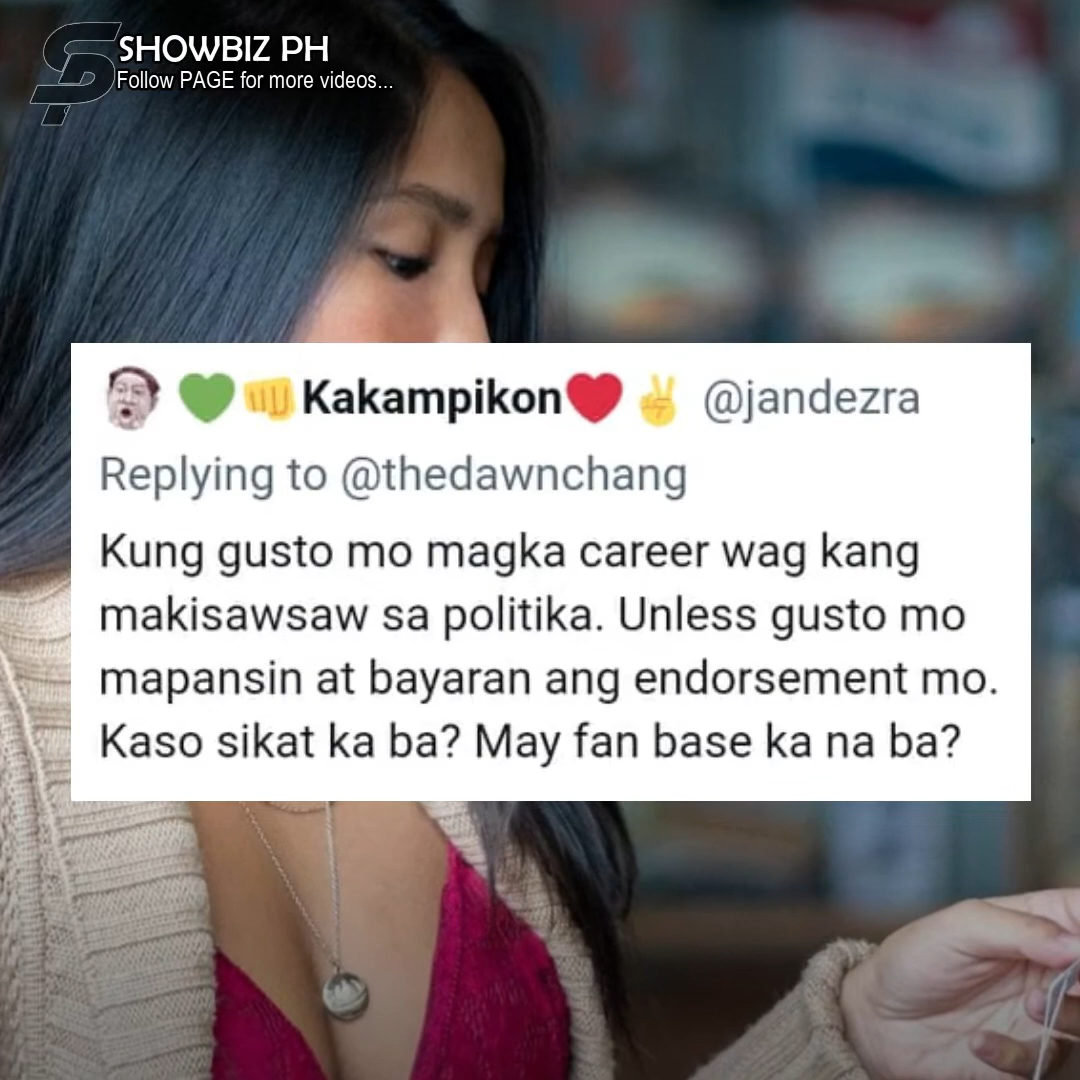 SHOWBIZ PH
Follow PAGE for more videos...
💚👊Kakampikon❤️✌️ @jandezra
Replying to @thedawnchang
Kung gusto mo magka career wag kang
makisawsaw sa politika. Unless gusto mo
mapansin at bayaran ang endorsement mo.
Kaso sikat ka ba? May fan base ka na ba?